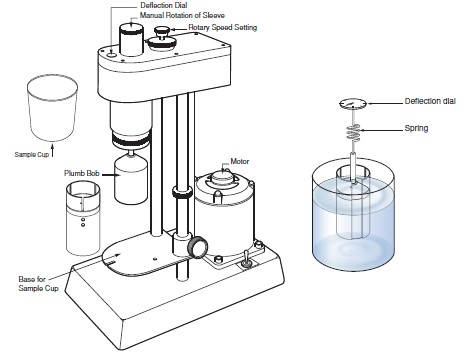 Deflection Dial
Manual Rotation of Sleeve
Rotary Speed Setting
Deflection dial
Spring
Sample Cup
Motor
Plumb Bob
Base for
Sample Cup